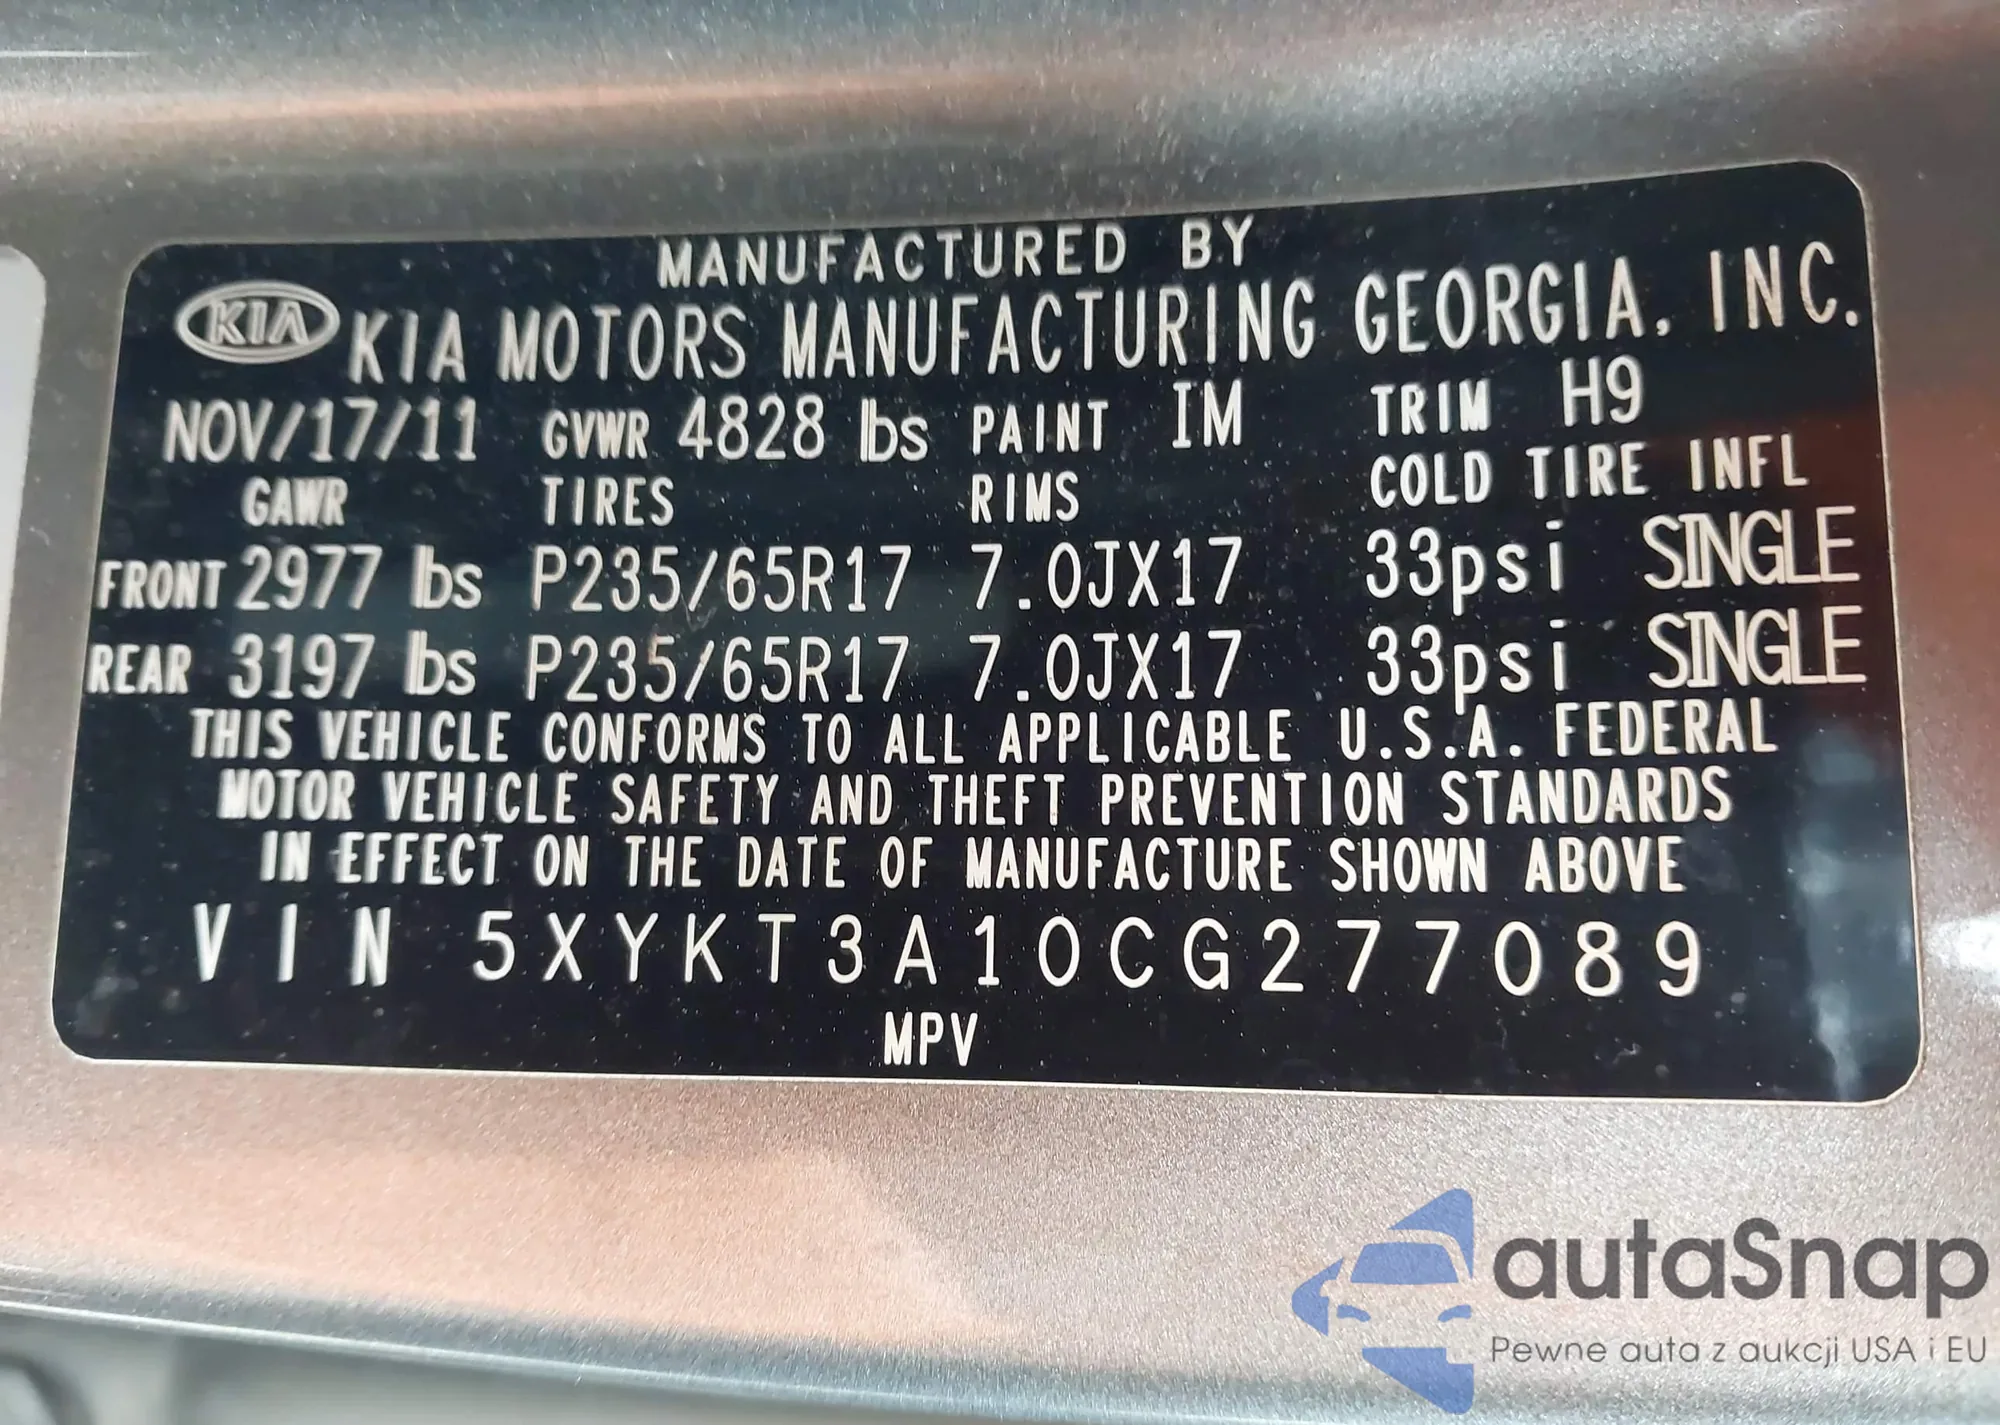 MANUFACTURED BY
KIA KIA MOTORS MANUFACTURING GEORGIA, INC.
NOV/17/11 GVWR 4828 lbs PAINT IM TRIM H9
GAWR TIRES RIMS COLD TIRE INFL
FRONT 2977 lbs P235/65R17 7.0JX17 33psi SINGLE
REAR 3197 lbs P235/65R17 7.0JX17 33psi SINGLE
THIS VEHICLE CONFORMS TO ALL APPLICABLE U.S.A. FEDERAL
MOTOR VEHICLE SAFETY AND THEFT PREVENTION STANDARDS
IN EFFECT ON THE DATE OF MANUFACTURE SHOWN ABOVE
VIN 5XYKT3A10CG277089
MPV
autaSnap
Pewne auta z aukcji USA i EU